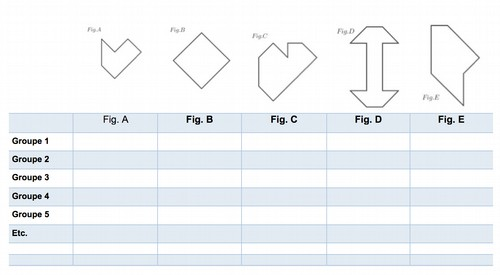 Fig.A
Fig.B
Fig.C
Fig.D
Fig.E
Fig. A Fig. B Fig. C Fig. D Fig. E
Groupe 1
Groupe 2
Groupe 3
Groupe 4
Groupe 5
Etc.